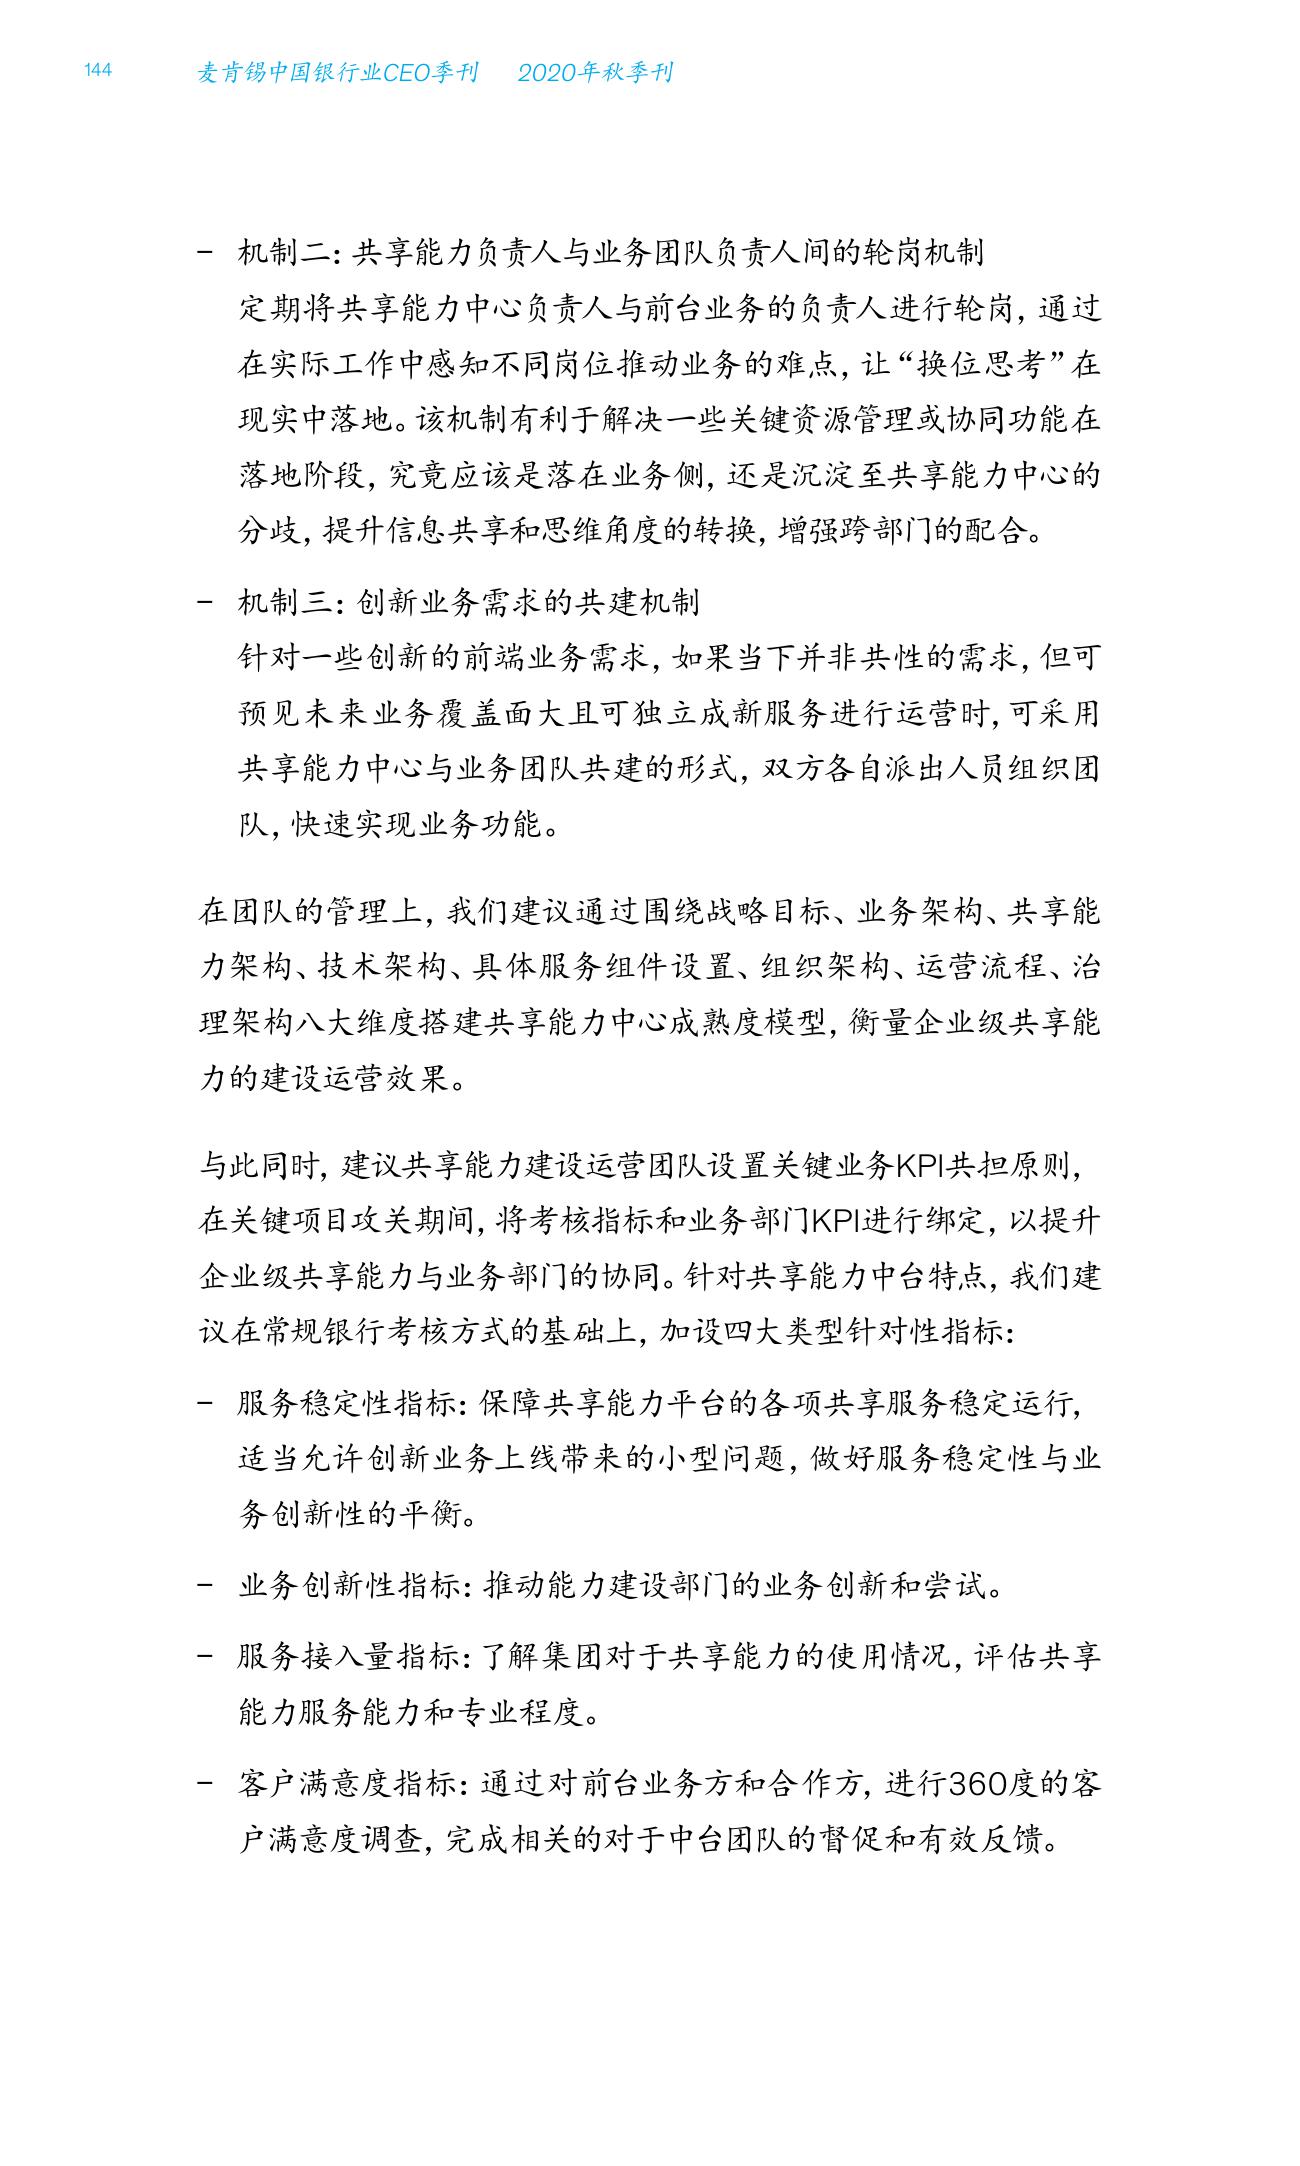 144 麦肯锡中国银行业CEO季刊 2020年秋季刊
– 机制二：共享能力负责人与业务团队负责人间的轮岗机制
定期将共享能力中心负责人与前台业务的负责人进行轮岗，通过
在实际工作中感知不同岗位推动业务的难点，让“换位思考”在
现实中落地。该机制有利于解决一些关键资源管理或协同功能在
落地阶段，究竟应该是落在业务侧，还是沉淀至共享能力中心的
分歧，提升信息共享和思维角度的转换，增强跨部门的配合。
– 机制三：创新业务需求的共建机制
针对一些创新的前端业务需求，如果当下并非共性的需求，但可
预见未来业务覆盖面大且可独立成新服务进行运营时，可采用
共享能力中心与业务团队共建的形式，双方各自派出人员组织团
队，快速实现业务功能。
在团队的管理上，我们建议通过围绕战略目标、业务架构、共享能
力架构、技术架构、具体服务组件设置、组织架构、运营流程、治
理架构八大维度搭建共享能力中心成熟度模型，衡量企业级共享能
力的建设运营效果。
与此同时，建议共享能力建设运营团队设置关键业务KPI共担原则，
在关键项目攻关期间，将考核指标和业务部门KPI进行绑定，以提升
企业级共享能力与业务部门的协同。针对共享能力中台特点，我们建
议在常规银行考核方式的基础上，加设四大类型针对性指标：
– 服务稳定性指标：保障共享能力平台的各项共享服务稳定运行，
适当允许创新业务上线带来的小型问题，做好服务稳定性与业
务创新性的平衡。
– 业务创新性指标：推动能力建设部门的业务创新和尝试。
– 服务接入量指标：了解集团对于共享能力的使用情况，评估共享
能力服务能力和专业程度。
– 客户满意度指标：通过对前台业务方和合作方，进行360度的客
户满意度调查，完成相关的对于中台团队的督促和有效反馈。